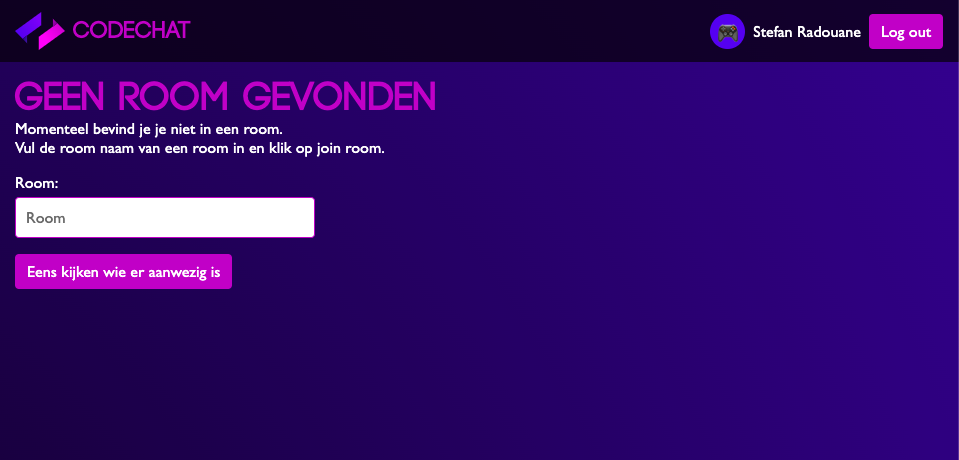 CODECHAT
Stefan Radouane
Log out
GEEN ROOM GEVONDEN
Momenteel bevind je je niet in een room.
Vul de room naam van een room in en klik op join room.
Room:
Room
Eens kijken wie er aanwezig is